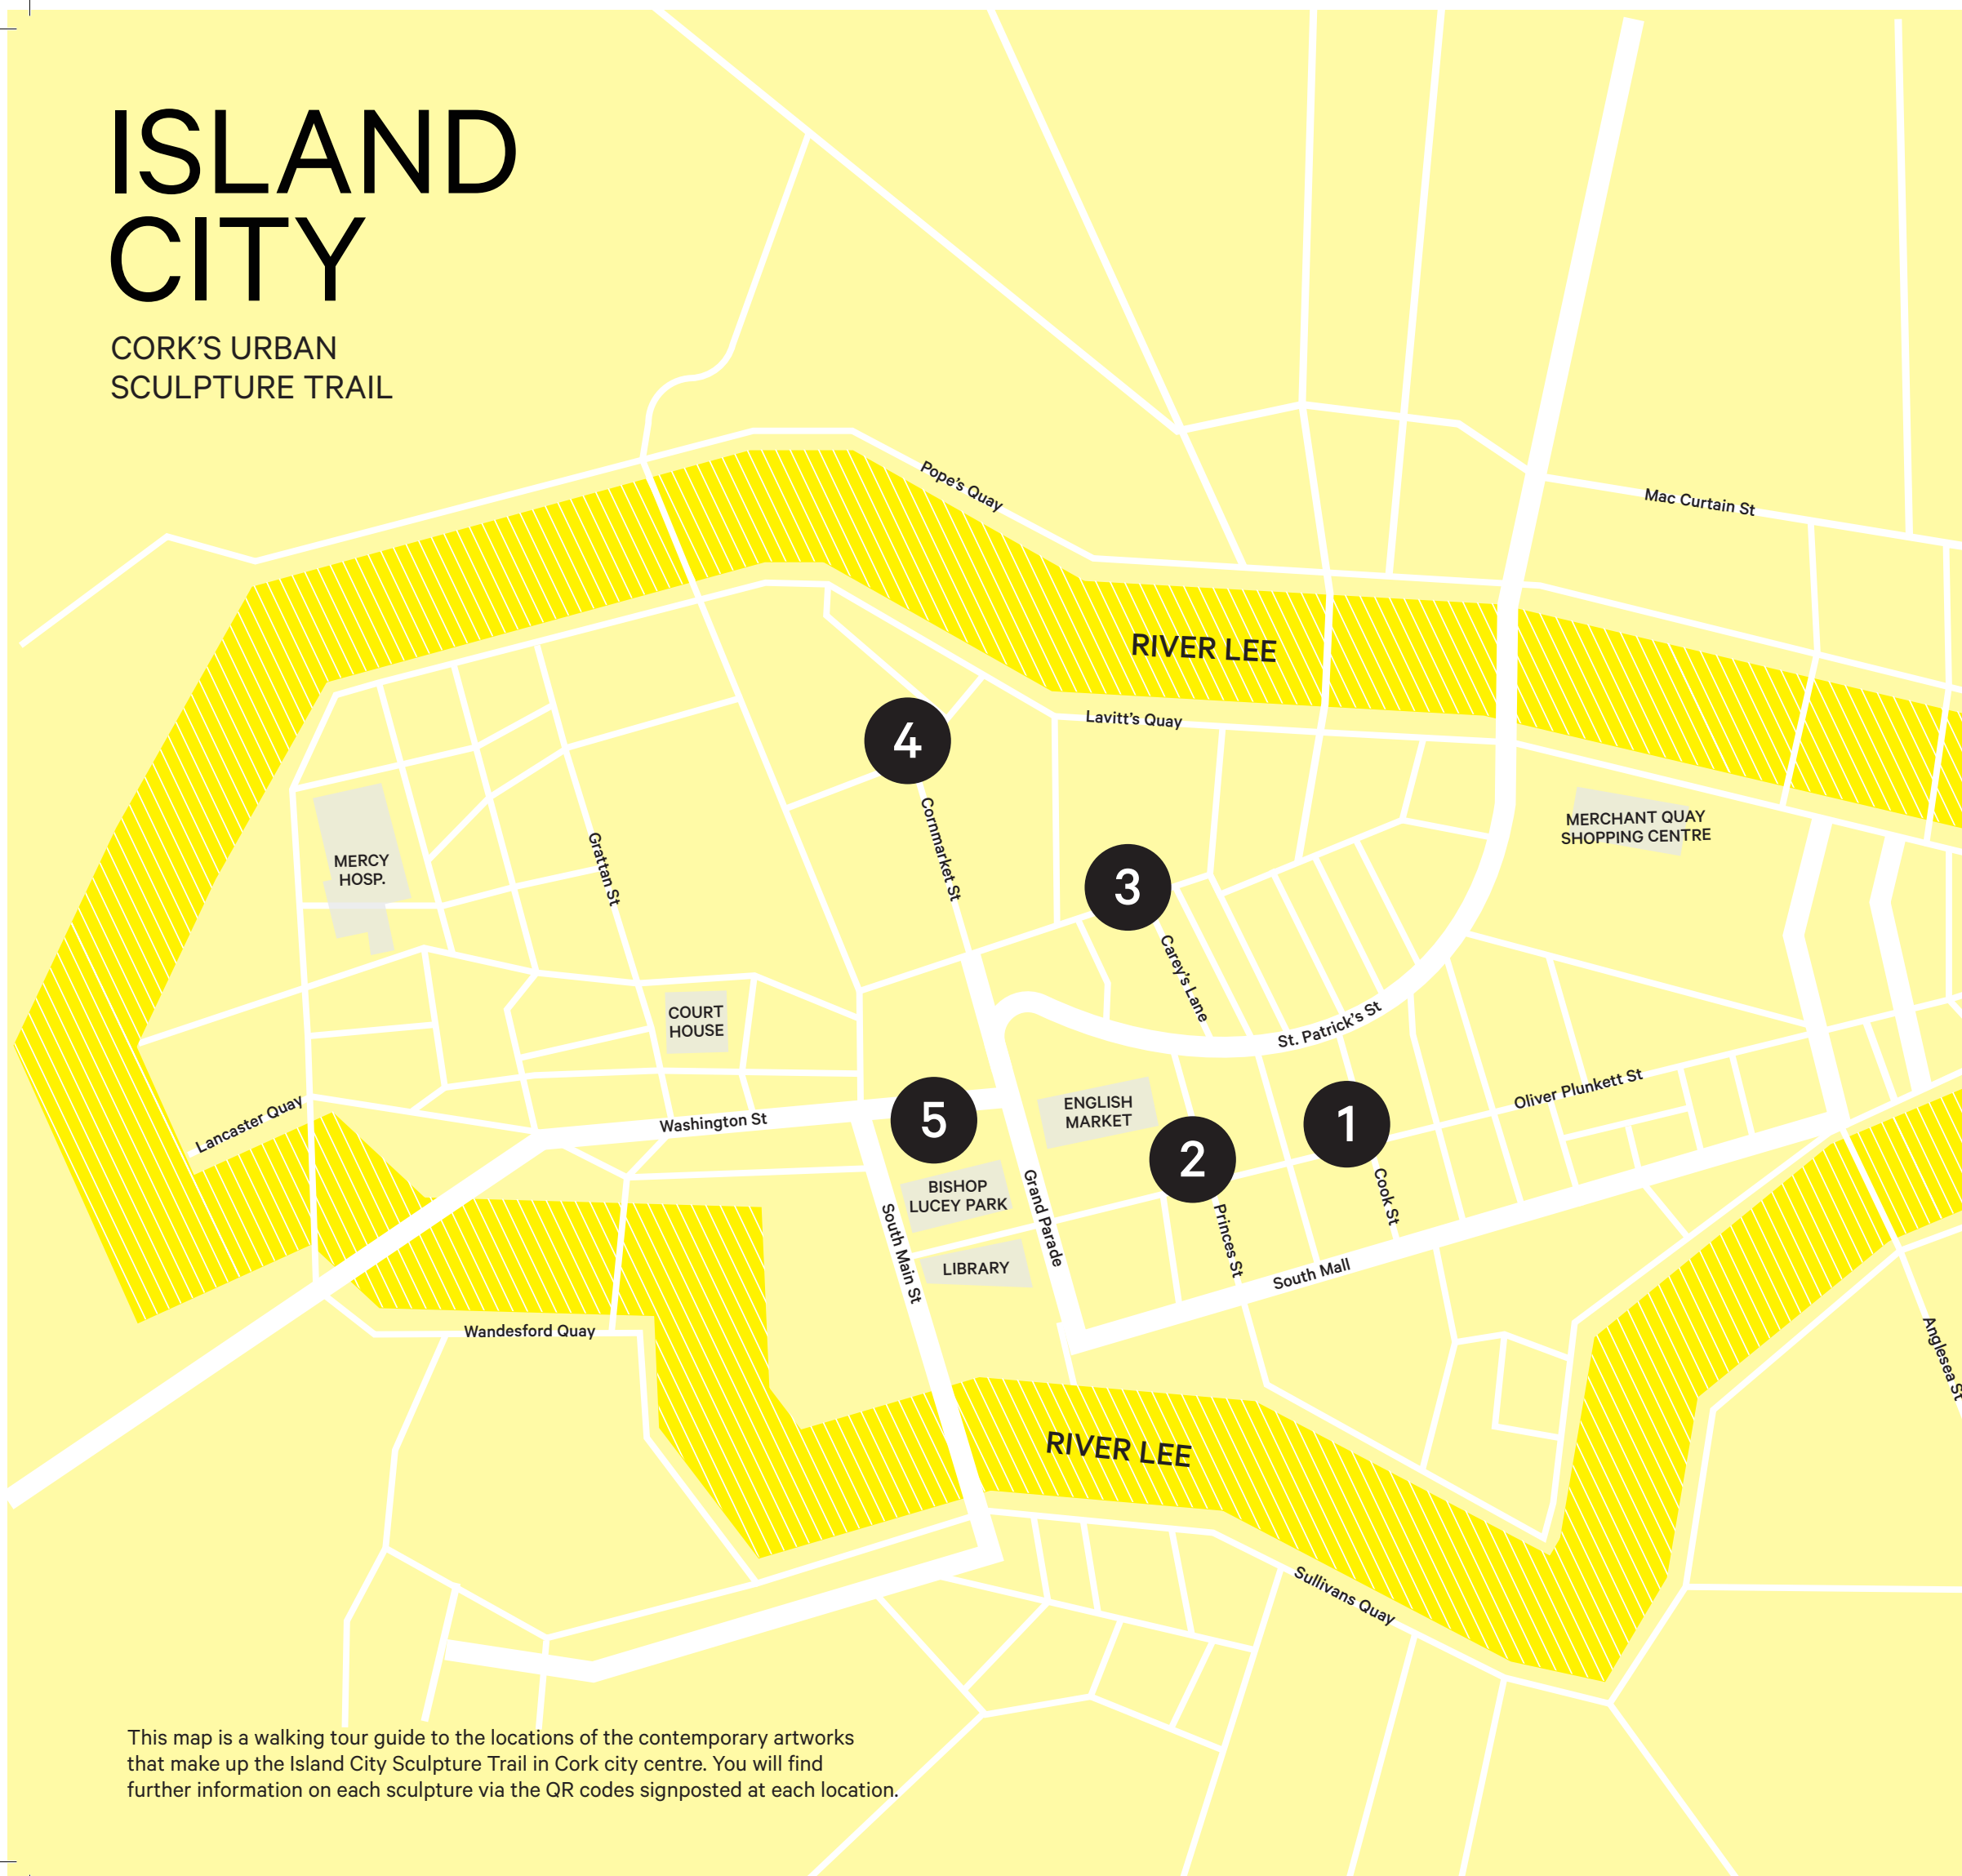 ISLAND
CITY
CORK’S URBAN
SCULPTURE TRAIL
Pope’s Quay
Mac Curtain St
RIVER LEE
Lavitt’s Quay
4
Cornmarket St
MERCHANT QUAY
SHOPPING CENTRE
Grattan St
MERCY
HOSP.
3
Carey’s Lane
COURT
HOUSE
St. Patrick’s St
Oliver Plunkett St
Lancaster Quay
Washington St
5
ENGLISH
MARKET
2
1
BISHOP
LUCEY PARK
Grand Parade
Cook St
Princes St
South Main St
LIBRARY
South Mall
Wandesford Quay
Anglesea St
RIVER LEE
Sullivans Quay
This map is a walking tour guide to the locations of the contemporary artworks
that make up the Island City Sculpture Trail in Cork city centre. You will find
further information on each sculpture via the QR codes signposted at each location.